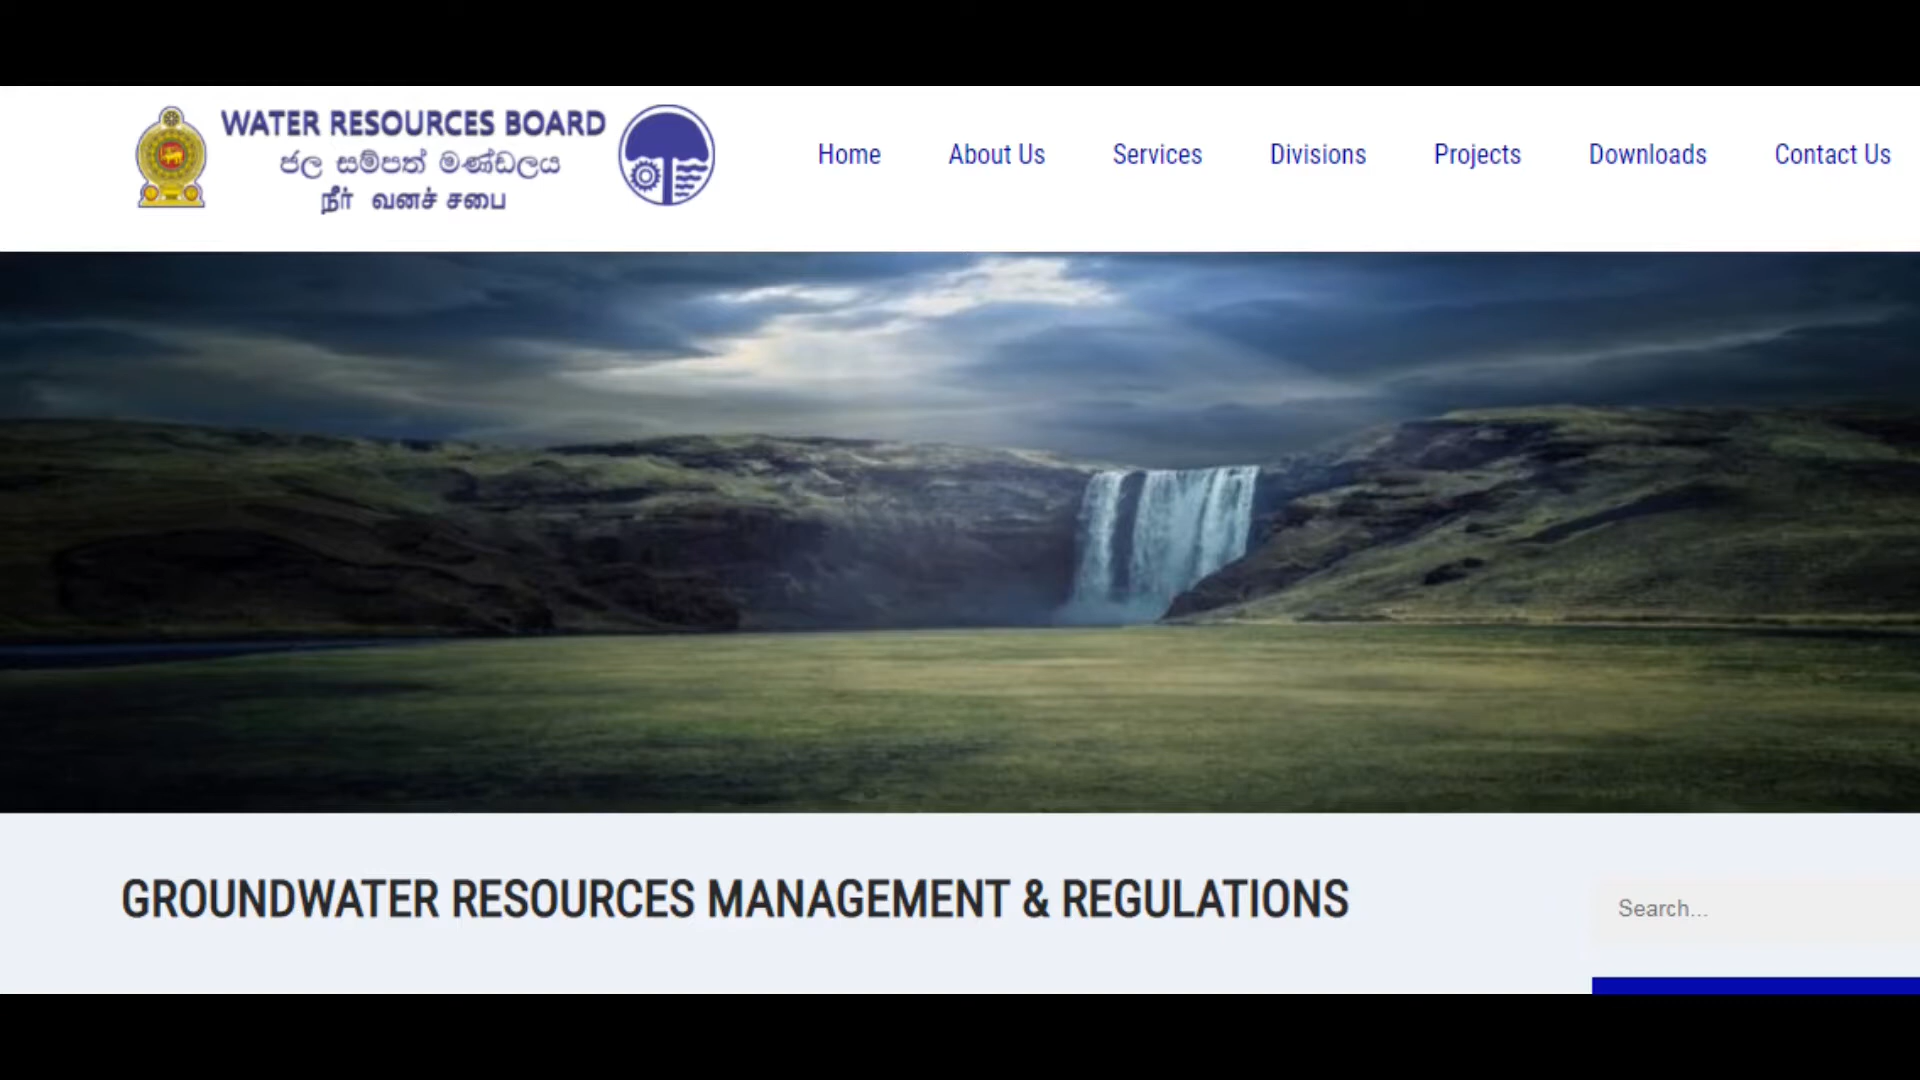 WATER RESOURCES BOARD
ජල සම්පත් මණ්ඩලය
நீர் வனச் சபை
Home
About Us
Services
Divisions
Projects
Downloads
Contact Us
GROUNDWATER RESOURCES MANAGEMENT & REGULATIONS
Search...